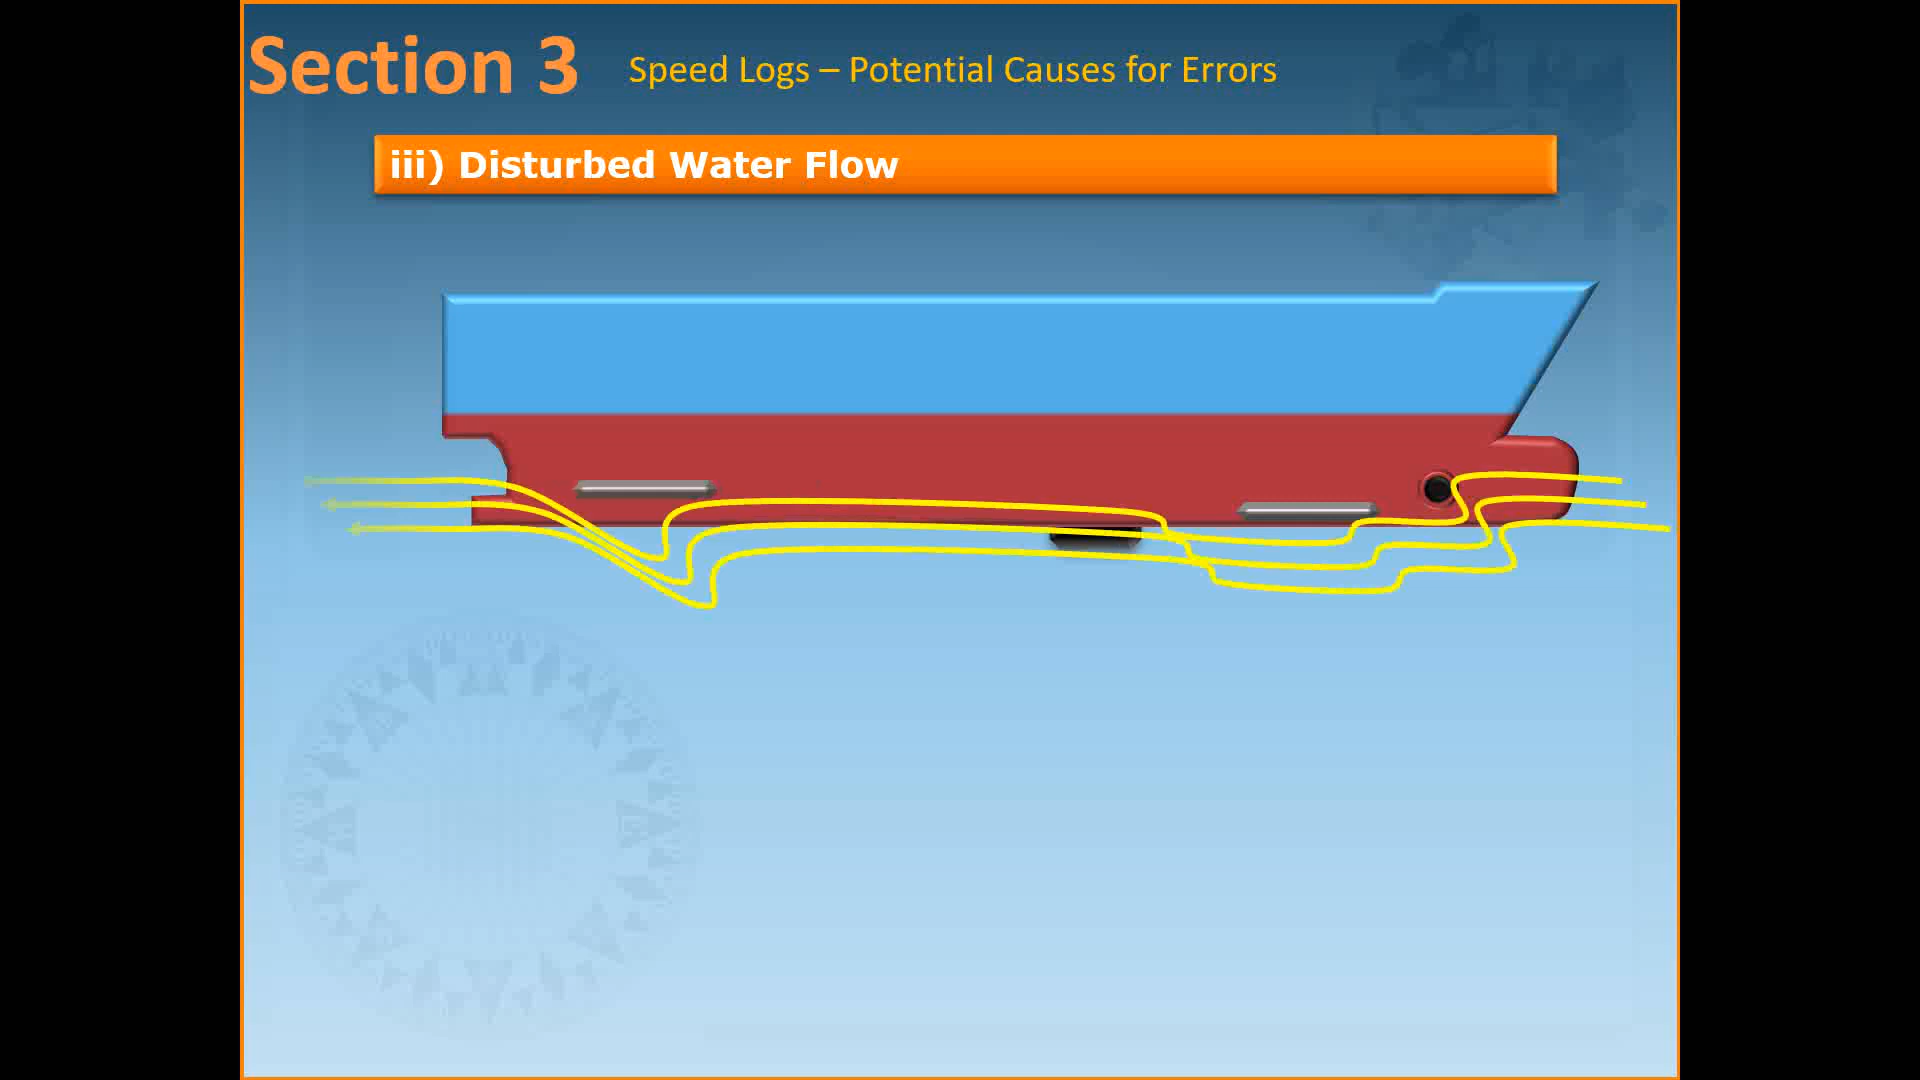 Section 3
Speed Logs – Potential Causes for Errors
iii) Disturbed Water Flow